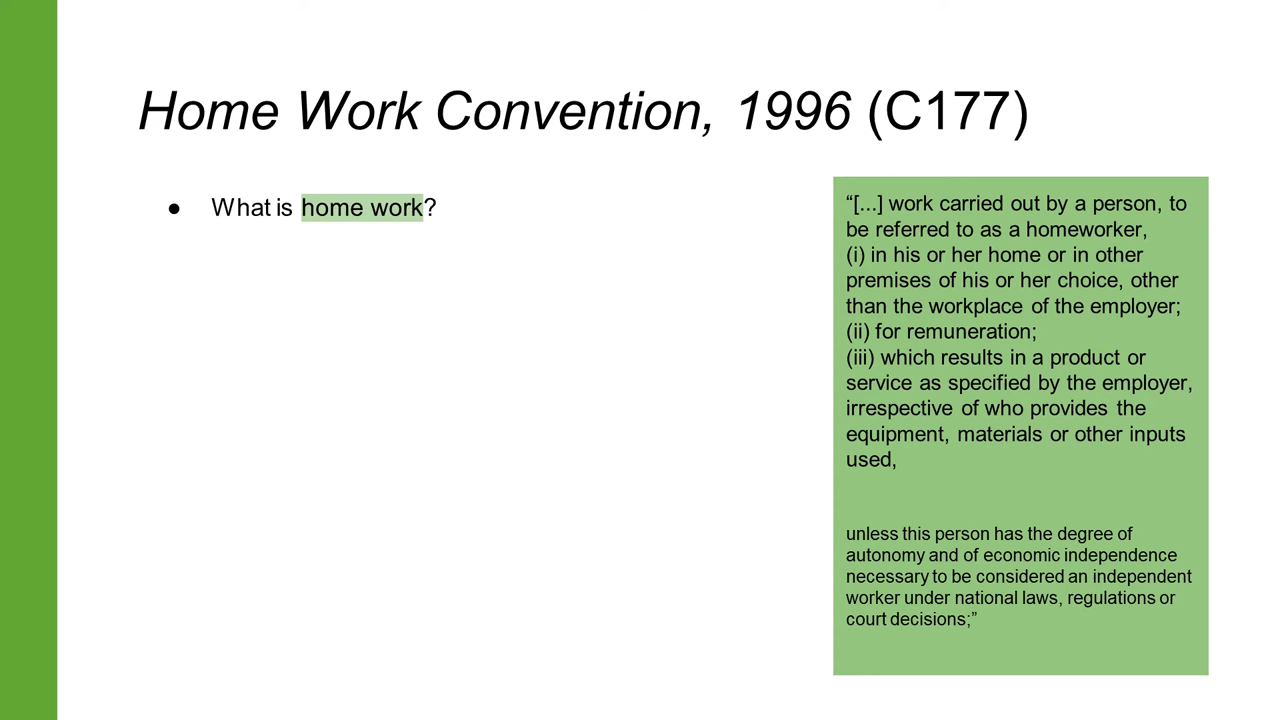 Home Work Convention, 1996 (C177)
● What is home work?
“[...] work carried out by a person, to
be referred to as a homeworker,
(i) in his or her home or in other
premises of his or her choice, other
than the workplace of the employer;
(ii) for remuneration;
(iii) which results in a product or
service as specified by the employer,
irrespective of who provides the
equipment, materials or other inputs
used,
unless this person has the degree of
autonomy and of economic independence
necessary to be considered an independent
worker under national laws, regulations or
court decisions;”